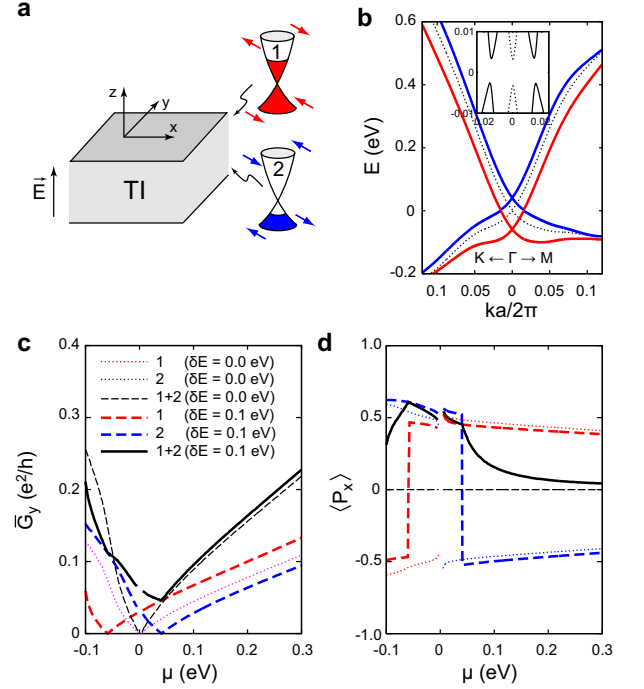 a
1
z
y
x
TI
E
2
b
E (eV)
0.6
0.4
0.2
0
-0.2
0.010
0
-0.01
-0.02
0
0.02
K ← Γ → M
0.1
0.05
0
0.05
0.1
ka/2π
c
G̅y (e²/h)
0.4
0.3
0.2
0.1
0
1 (δE = 0.0 eV)
2 (δE = 0.0 eV)
1+2 (δE = 0.0 eV)
1 (δE = 0.1 eV)
2 (δE = 0.1 eV)
1+2 (δE = 0.1 eV)
-0.1
0
0.1
0.2
0.3
μ (eV)
d
⟨Px⟩
1.0
0.5
0
-0.5
-1.0
-0.1
0
0.1
0.2
0.3
μ (eV)